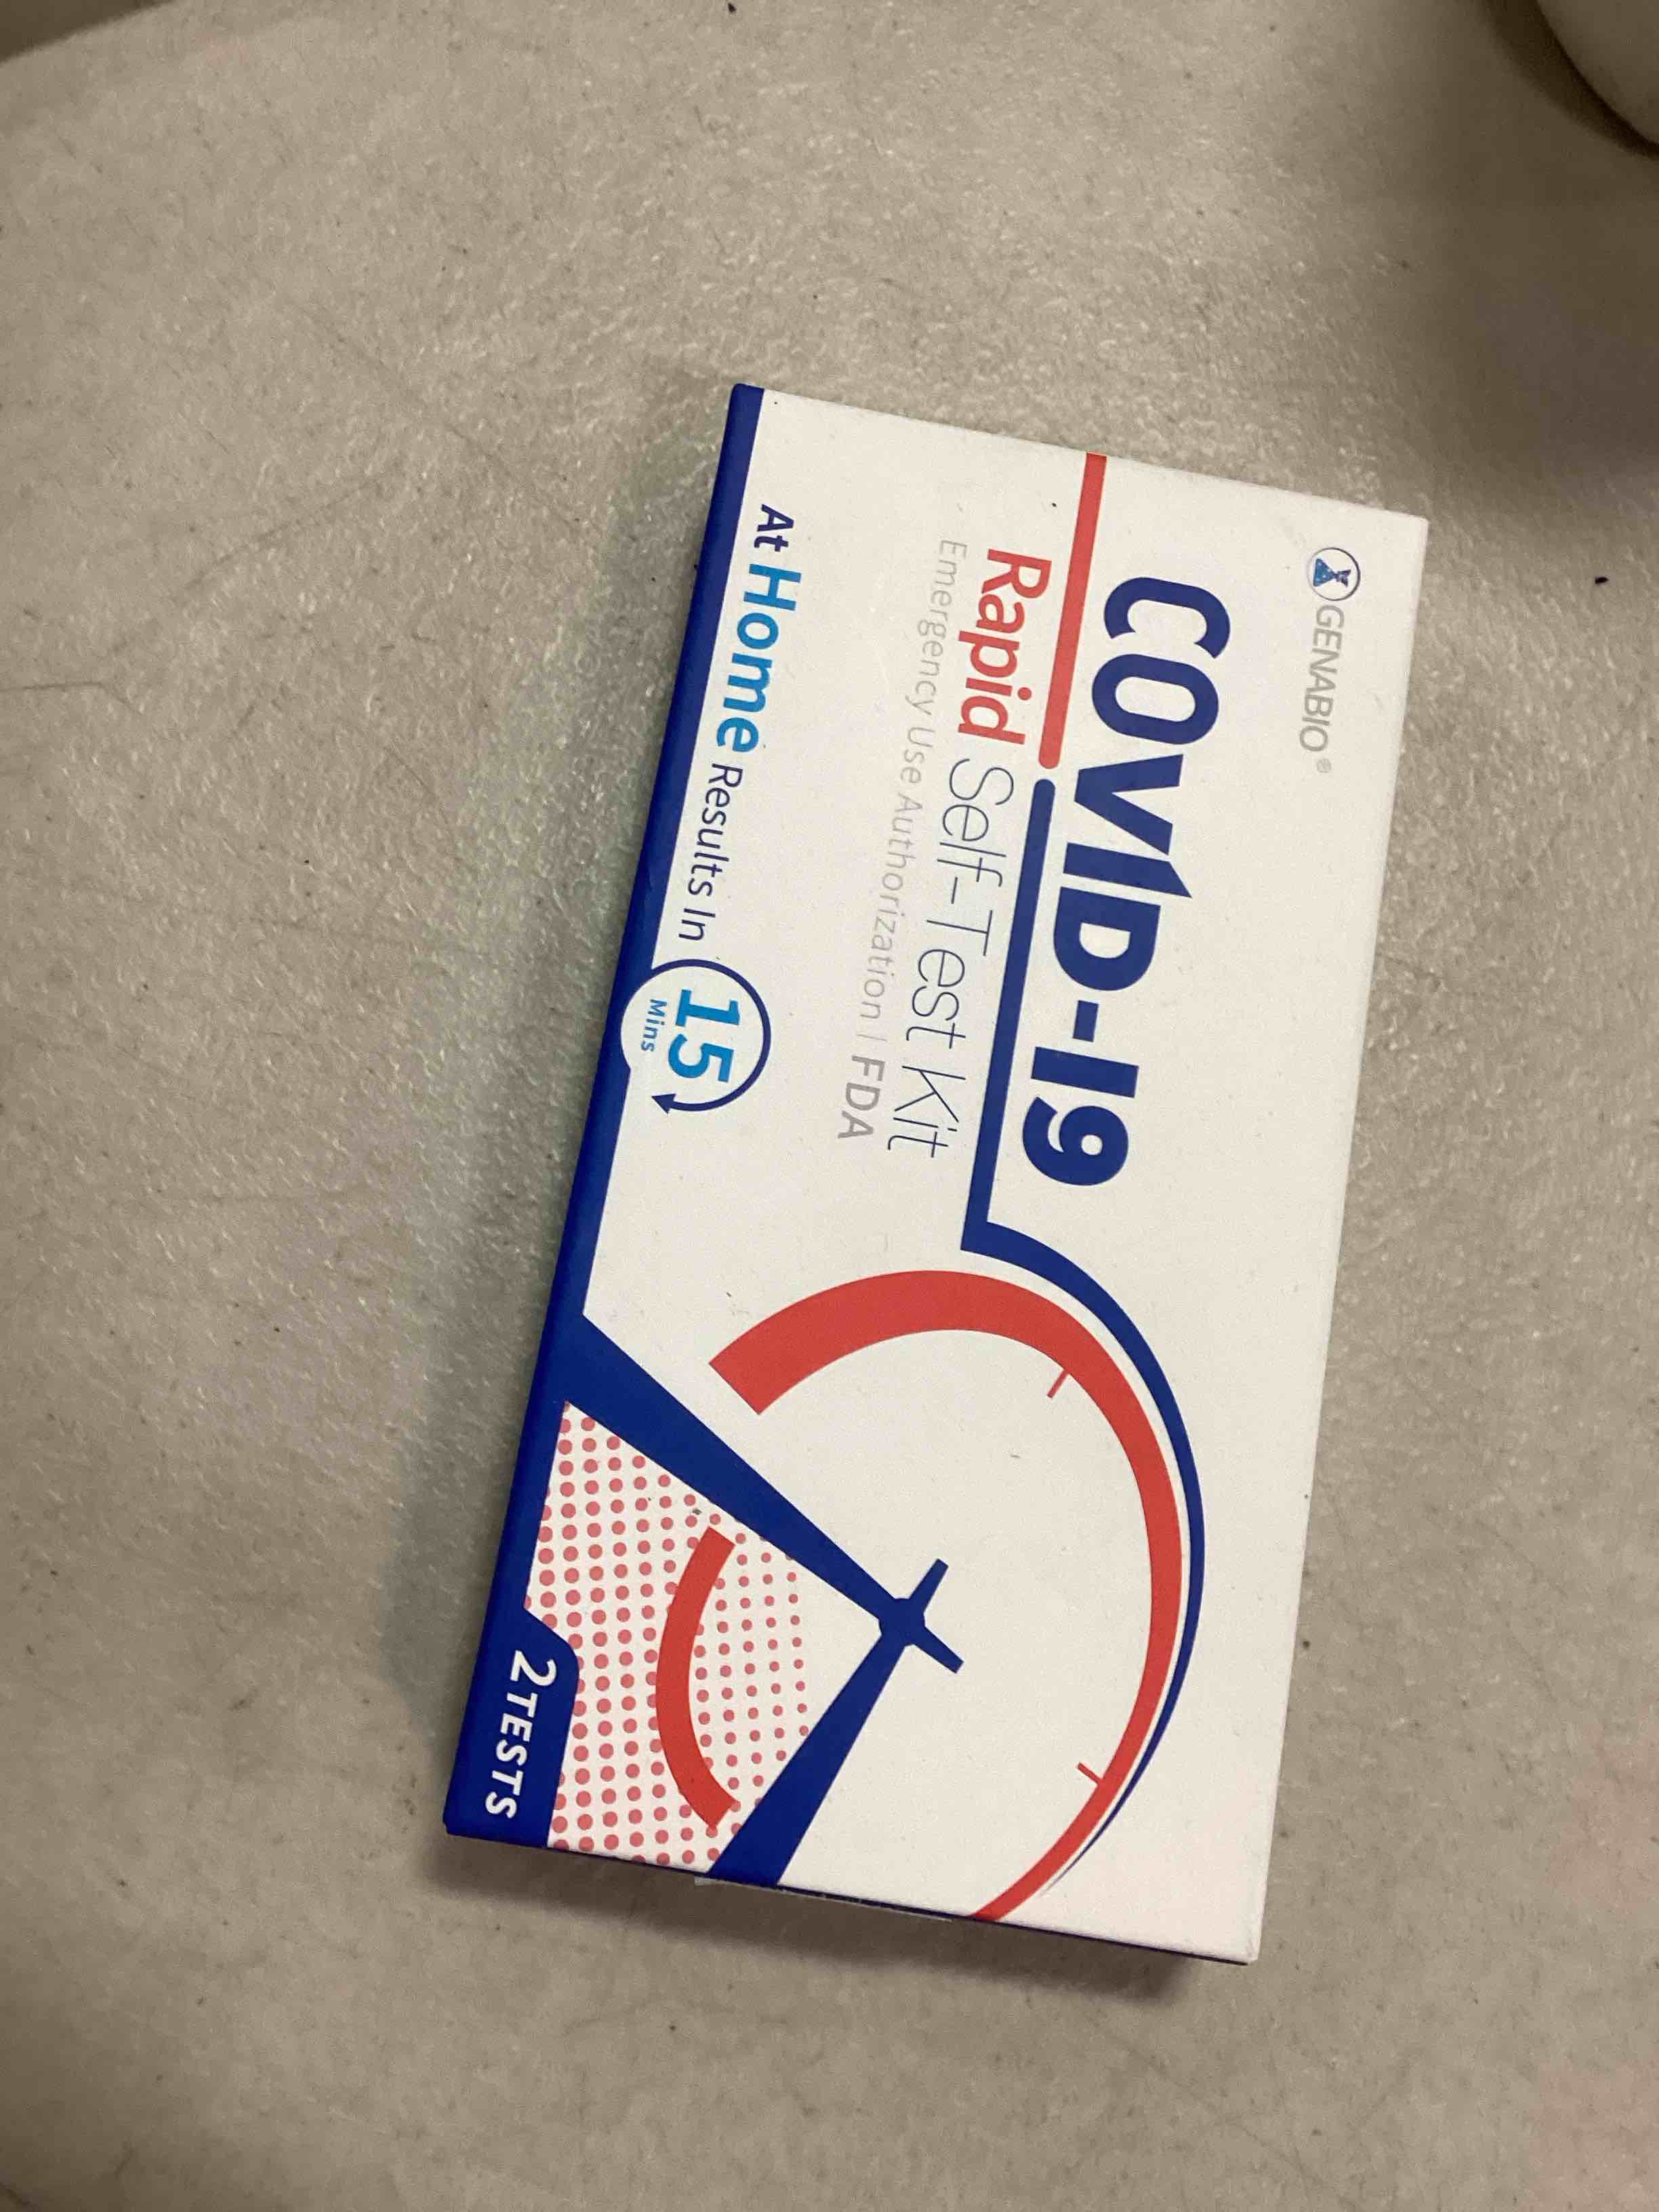 GENABIO®
COVID-19
Rapid Self-Test Kit
Emergency Use Authorization | FDA
At Home Results In 15 Mins
2 TESTS